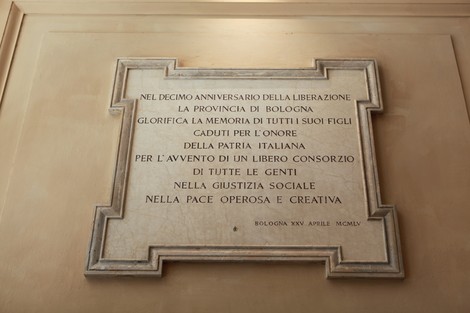 NEL DECIMO ANNIVERSARIO DELLA LIBERAZIONE
LA PROVINCIA DI BOLOGNA
GLORIFICA LA MEMORIA DI TUTTI I SUOI FIGLI
CADUTI PER L'ONORE
DELLA PATRIA ITALIANA
PER L'AVVENTO DI UN LIBERO CONSORZIO
DI TUTTE LE GENTI
NELLA GIUSTIZIA SOCIALE
NELLA PACE OPEROSA E CREATIVA
BOLOGNA XXV APRILE MCMLV